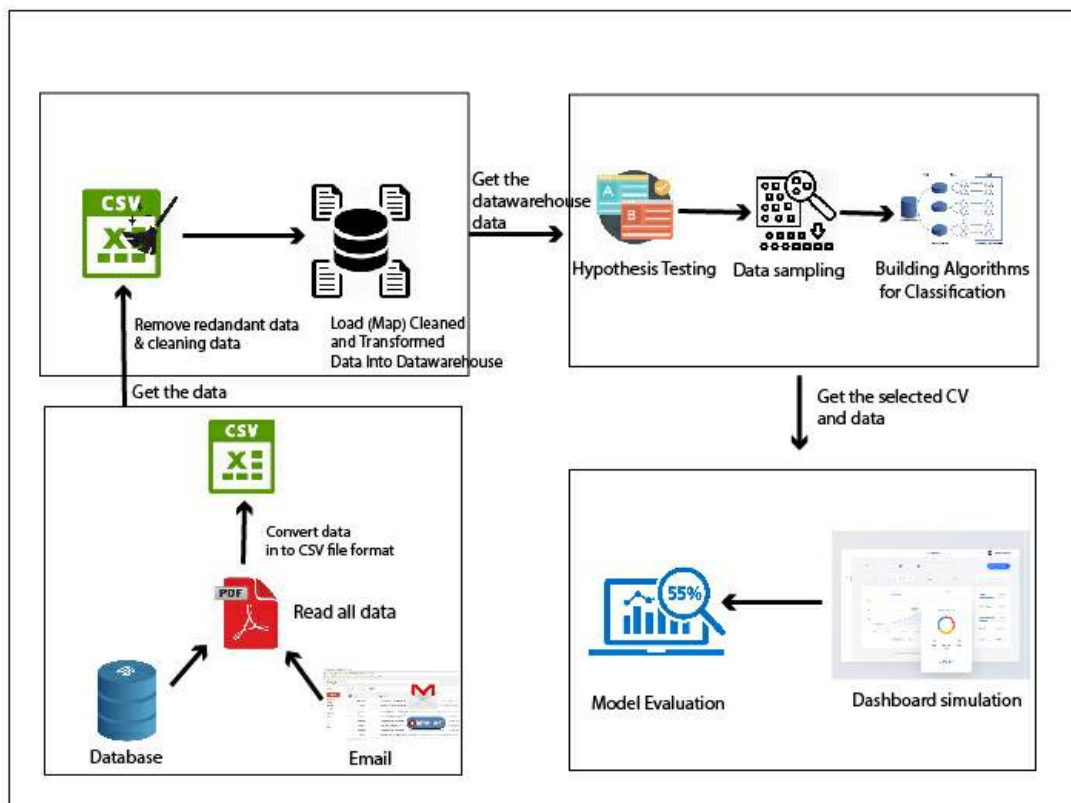 CSV
X
Remove redandant data
& cleaning data
Load (Map) Cleaned
and Transformed
Data Into Datawarehouse
Get the
datawarehouse
data
A
B
Hypothesis Testing
Data sampling
Building Algorithms
for Classification
Get the data
CSV
X
Convert data
in to CSV file format
PDF
Read all data
Database
Email
Get the selected CV
and data
55%
Model Evaluation
Dashboard simulation